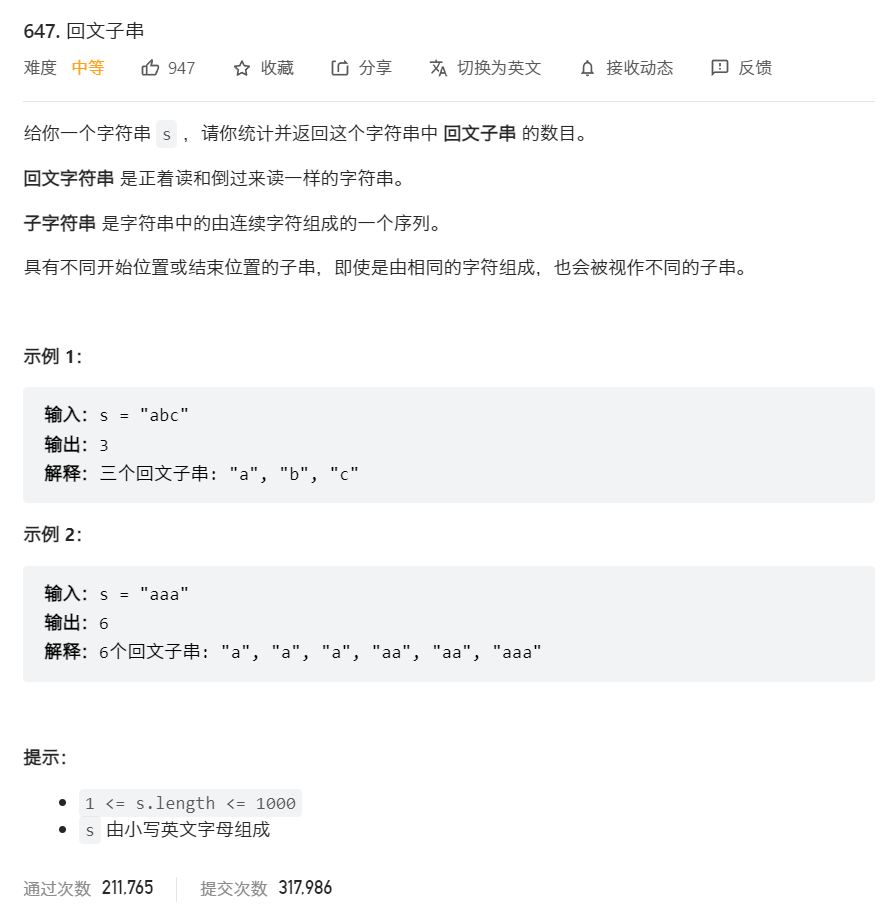 647. 回文子串
难度 中等 947 收藏 分享 切换为英文 接收动态 反馈
给你一个字符串 s ，请你统计并返回这个字符串中 回文子串 的数目。
回文字符串 是正着读和倒过来读一样的字符串。
子字符串 是字符串中的由连续字符组成的一个序列。
具有不同开始位置或结束位置的子串，即使是由相同的字符组成，也会被视作不同的子串。
示例 1：
输入：s = "abc"
输出：3
解释：三个回文子串: "a", "b", "c"
示例 2：
输入：s = "aaa"
输出：6
解释：6个回文子串: "a", "a", "a", "aa", "aa", "aaa"
提示：
1 <= s.length <= 1000
s 由小写英文字母组成
通过次数 211,765 提交次数 317,986